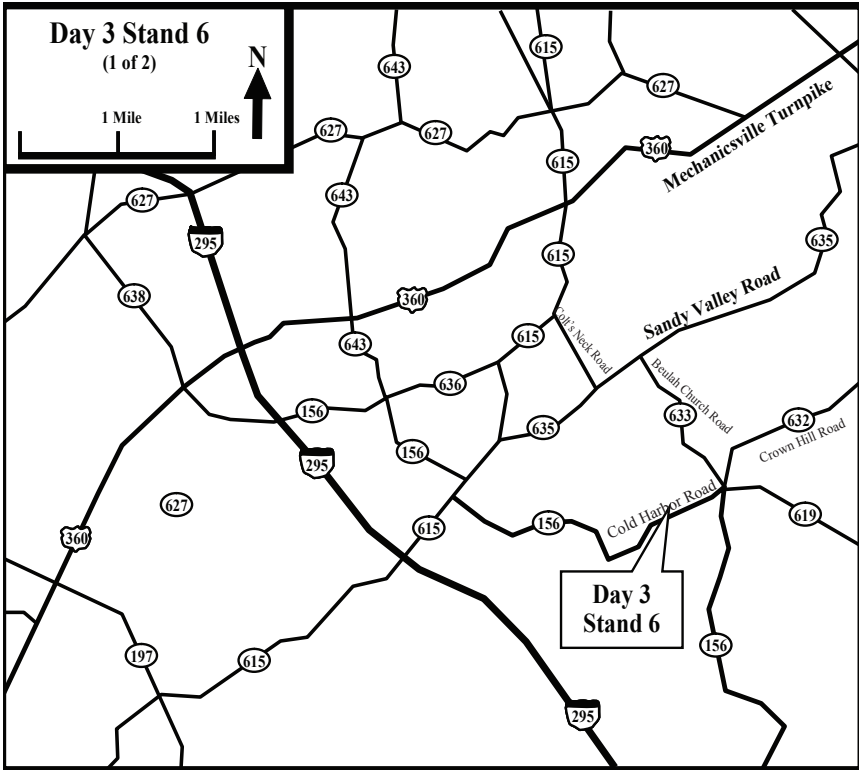 Day 3 Stand 6
(1 of 2)
N
1 Mile
1 Miles
643
615
627
627
627
360
Mechanicsville Turnpike
615
643
627
295
615
635
638
360
Sandy Valley Road
Colt's Neck Road
643
615
636
Beulah Church Road
156
633
632
635
Crown Hill Road
156
295
627
Cold Harbor Road
360
615
156
619
Day 3
Stand 6
197
615
156
295